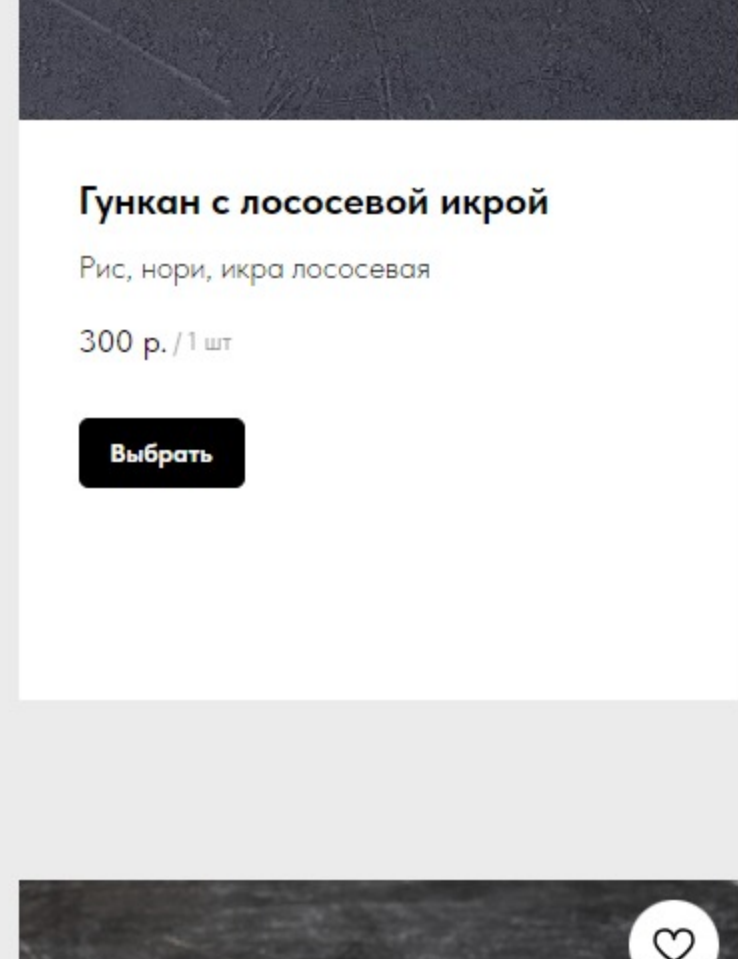 Гункан с лососевой икрой
Рис, нори, икра лососевая
300 р. / 1 шт
Выбрать